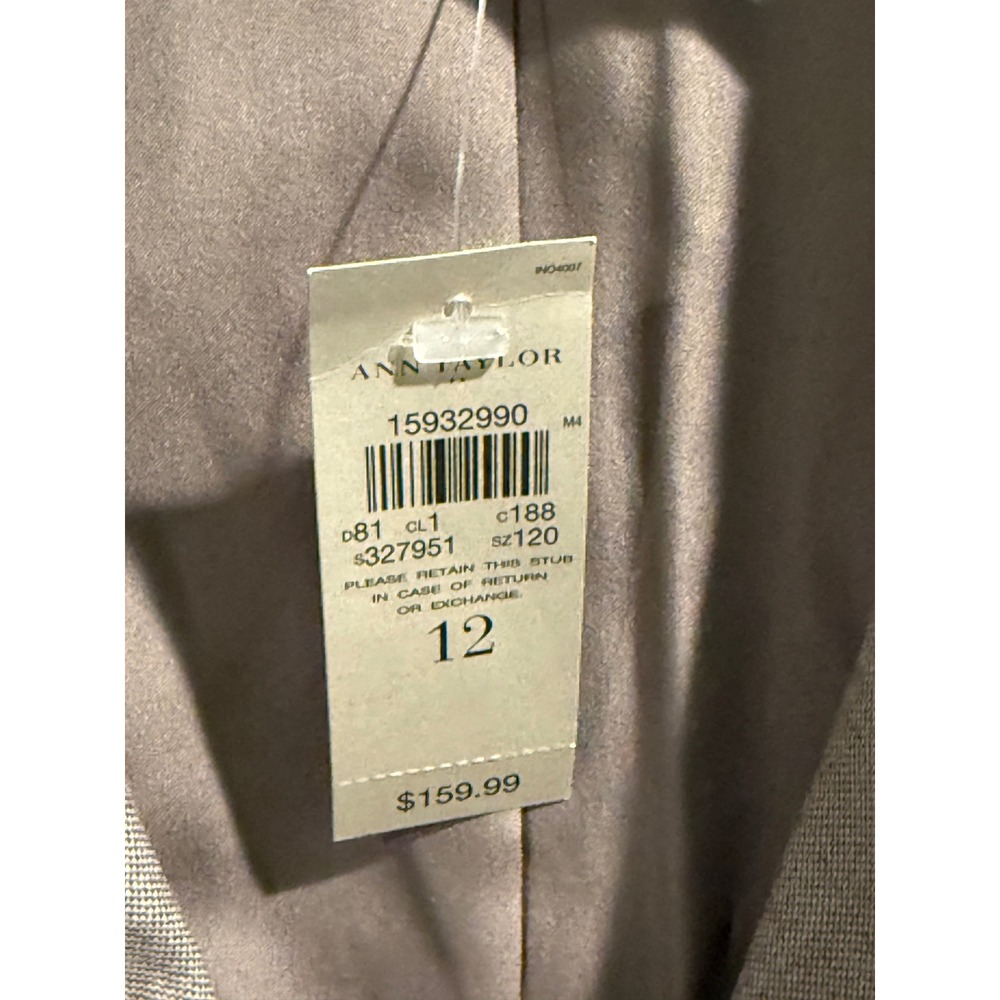 INO4007
ANN TAYLOR
15932990
M4
D81 CL1 C188
S327951 SZ120
PLEASE RETAIN THIS STUB
IN CASE OF RETURN
OR EXCHANGE.
12
$159.99